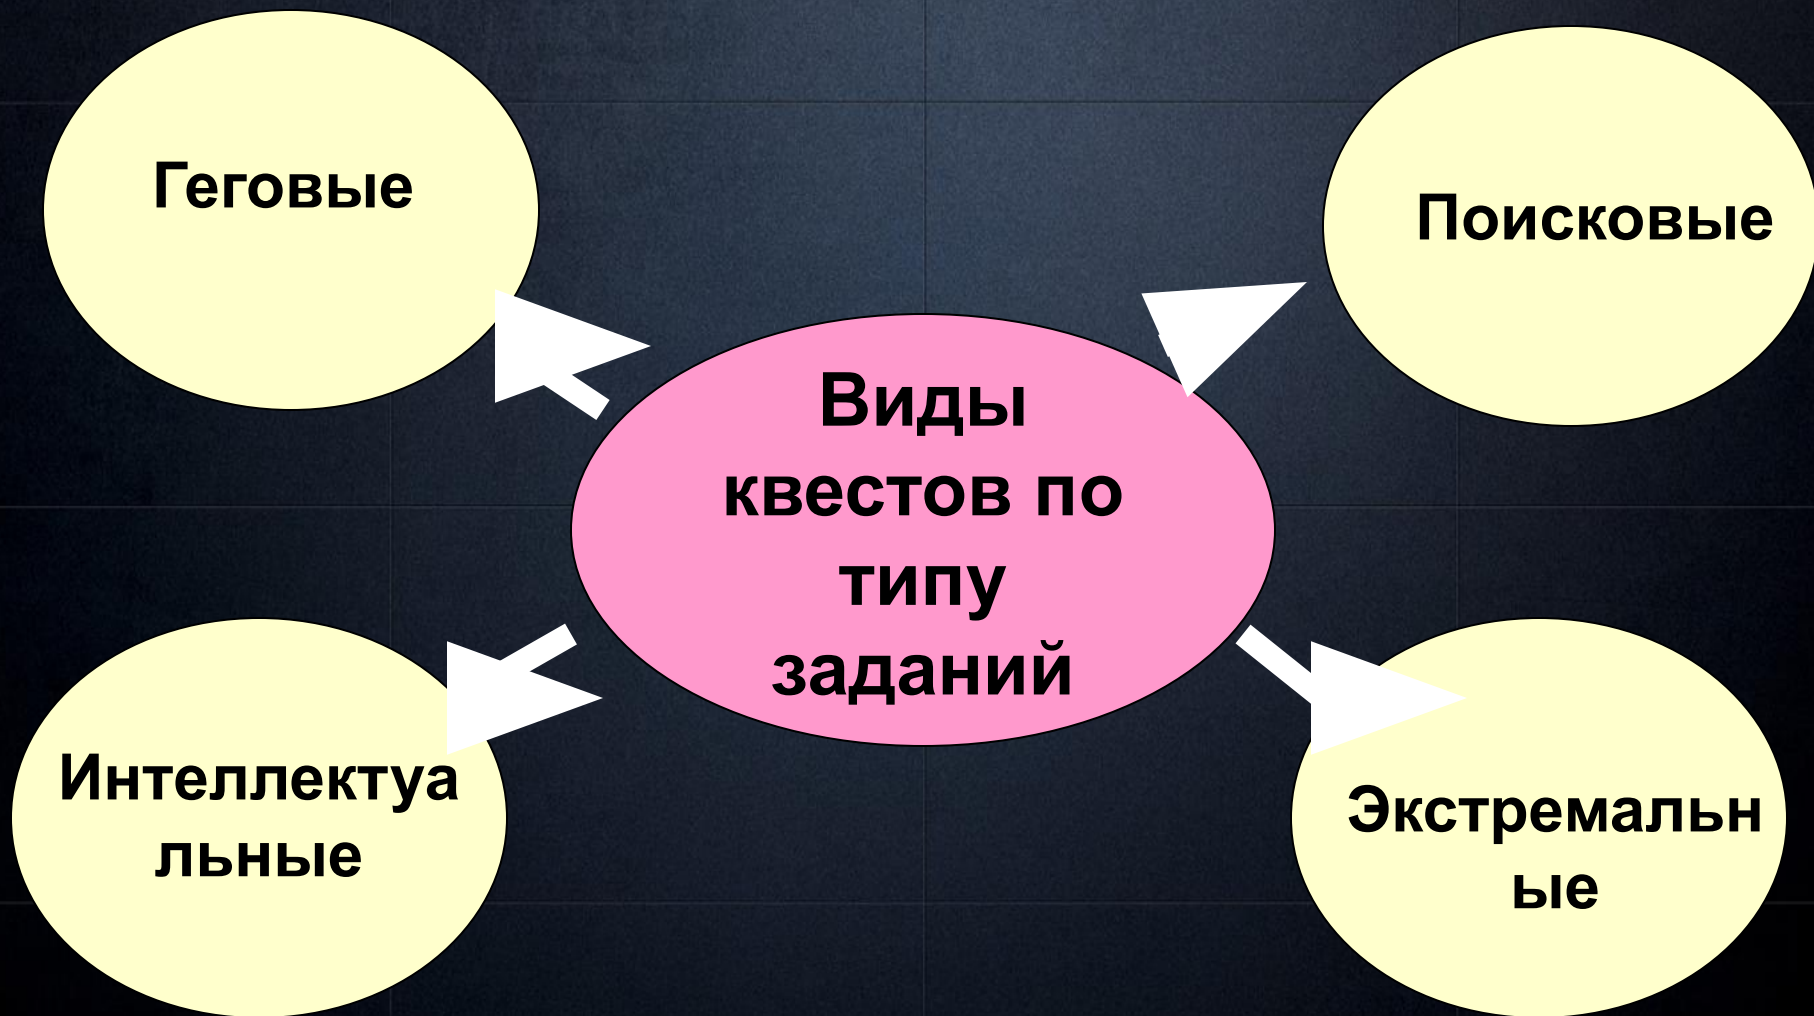 Геговые
Поисковые
Виды
квестов по
типу
заданий
Интеллектуа
льные
Экстремальн
ые